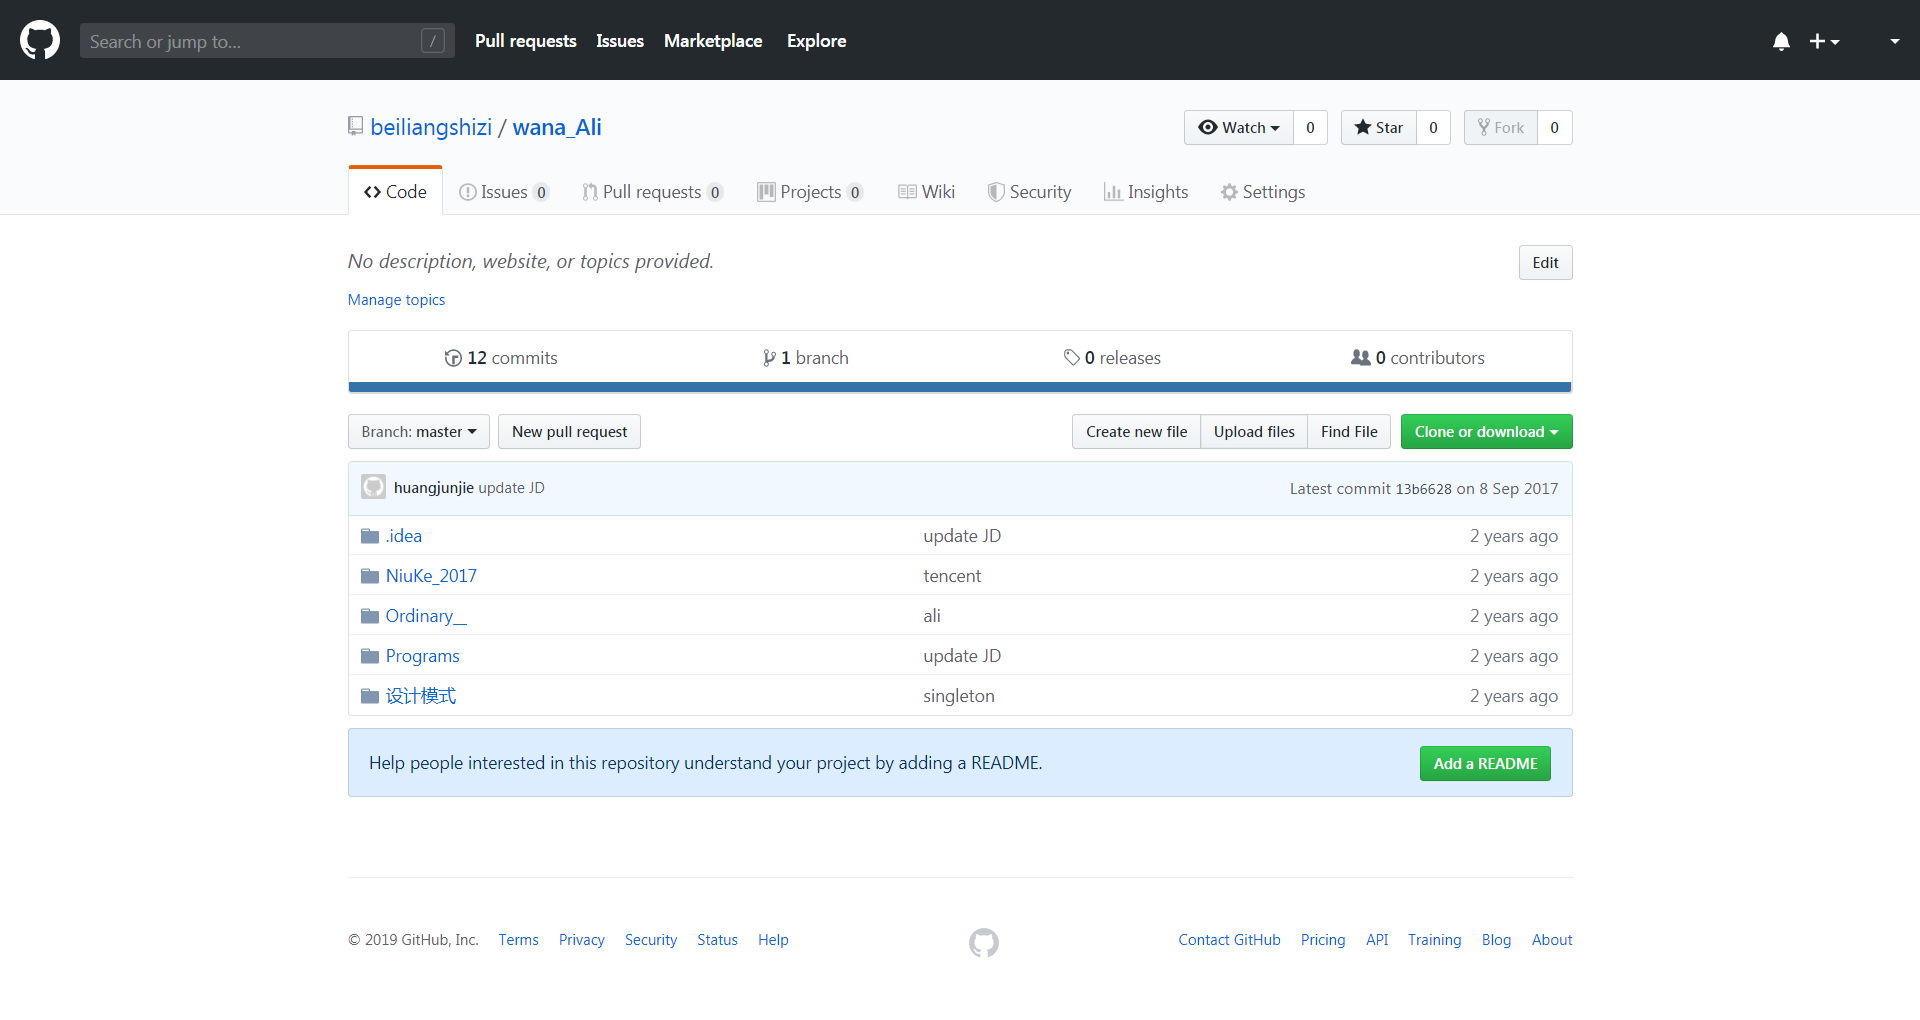 Search or jump to... /
Pull requests Issues Marketplace Explore
beiliangshizi / wana_Ali
Watch 0 Star 0 Fork 0
Code Issues 0 Pull requests 0 Projects 0 Wiki Security Insights Settings
No description, website, or topics provided.
Edit
Manage topics
12 commits 1 branch 0 releases 0 contributors
Branch: master New pull request Create new file Upload files Find File Clone or download
huangjunjie update JD Latest commit 13b6628 on 8 Sep 2017
.idea update JD 2 years ago
NiuKe_2017 tencent 2 years ago
Ordinary__ ali 2 years ago
Programs update JD 2 years ago
设计模式 singleton 2 years ago
Help people interested in this repository understand your project by adding a README. Add a README
© 2019 GitHub, Inc. Terms Privacy Security Status Help Contact GitHub Pricing API Training Blog About